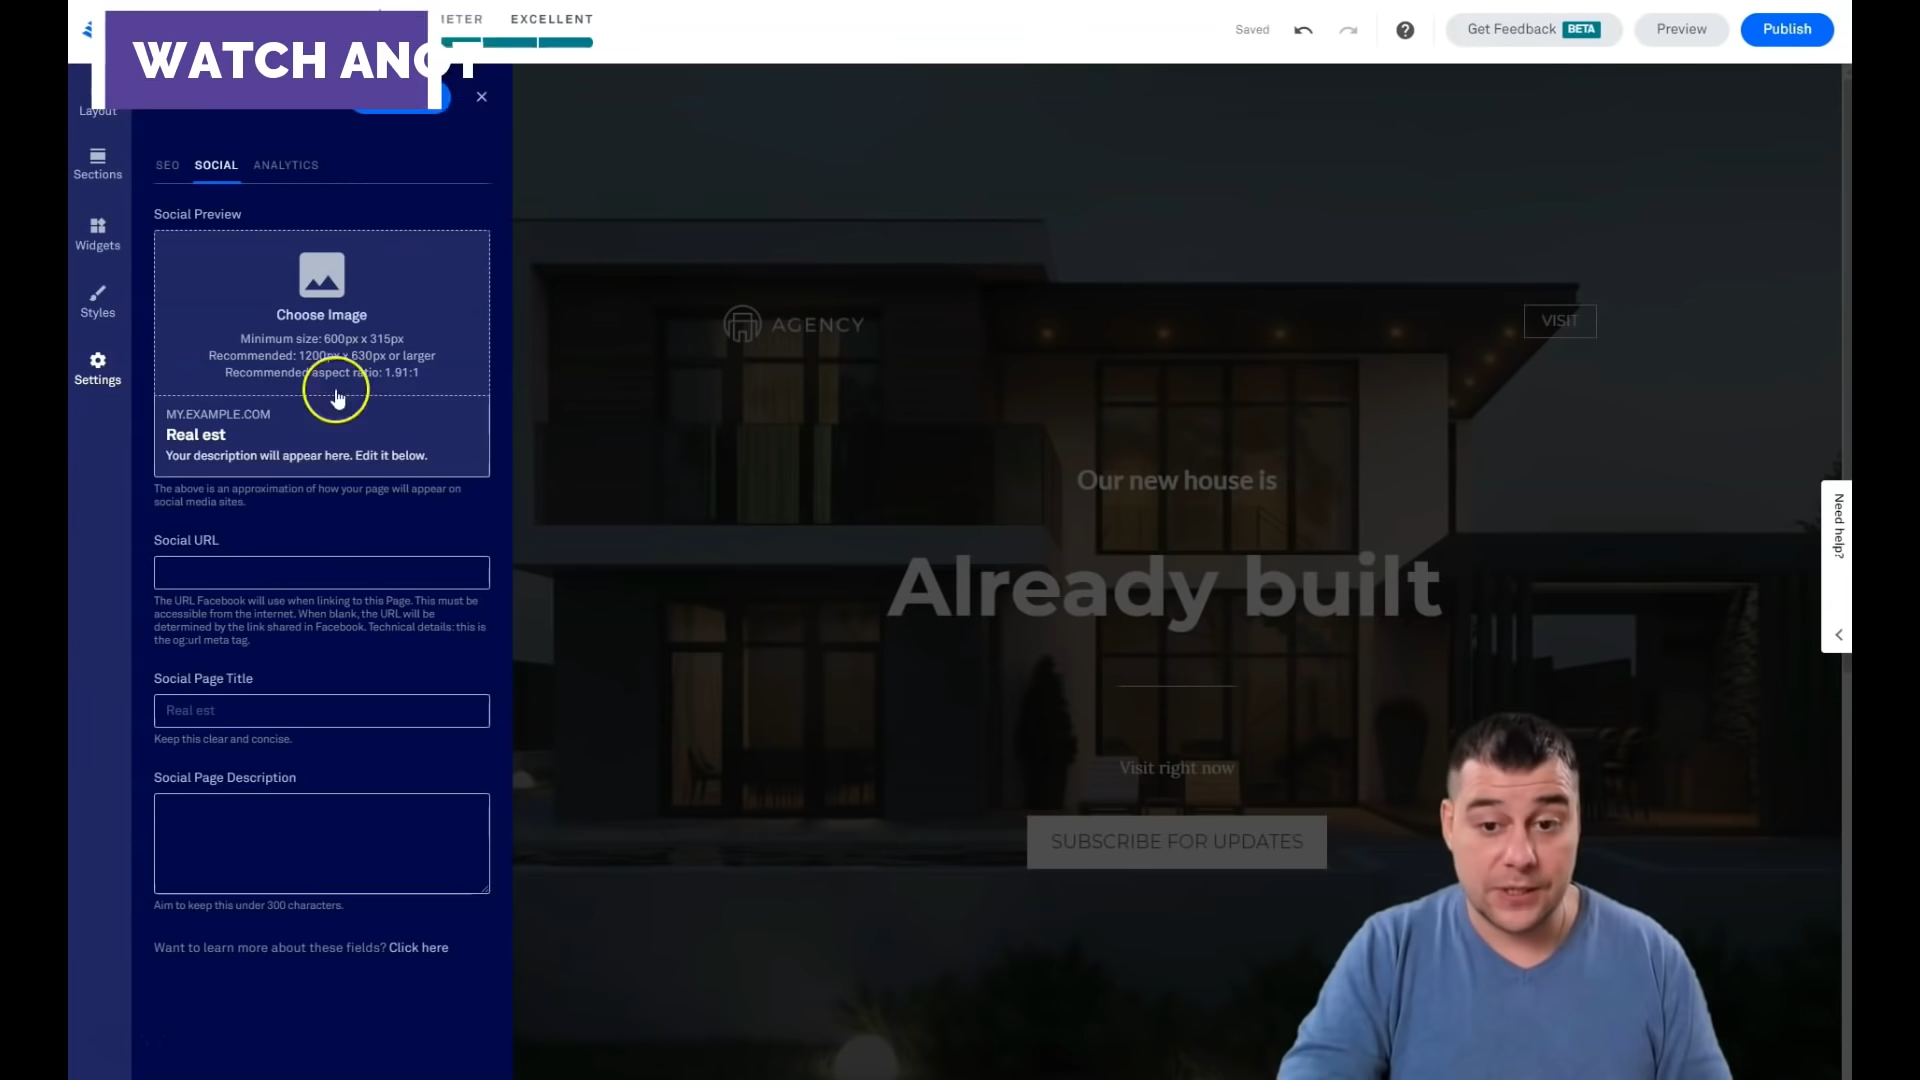 WATCH ANOT
METER EXCELLENT
Saved
Get Feedback BETA
Preview
Publish
Layout
Sections
Widgets
Styles
Settings
SEO SOCIAL ANALYTICS
Social Preview
Choose Image
Minimum size: 600px x 315px
Recommended: 1200px x 630px or larger
Recommended aspect ratio: 1.91:1
MY.EXAMPLE.COM
Real est
Your description will appear here. Edit it below.
The above is an approximation of how your page will appear on
social media sites.
Social URL
The URL Facebook will use when linking to this Page. This must be
accessible from the internet. When blank, the URL will be
determined by the link shared in Facebook. Technical details: this is
the og:url meta tag.
Social Page Title
Real est
Keep this clear and concise.
Social Page Description
Aim to keep this under 300 characters.
Want to learn more about these fields? Click here
AGENCY
VISIT
Our new house is
Already built
Visit right now
SUBSCRIBE FOR UPDATES
Need help?